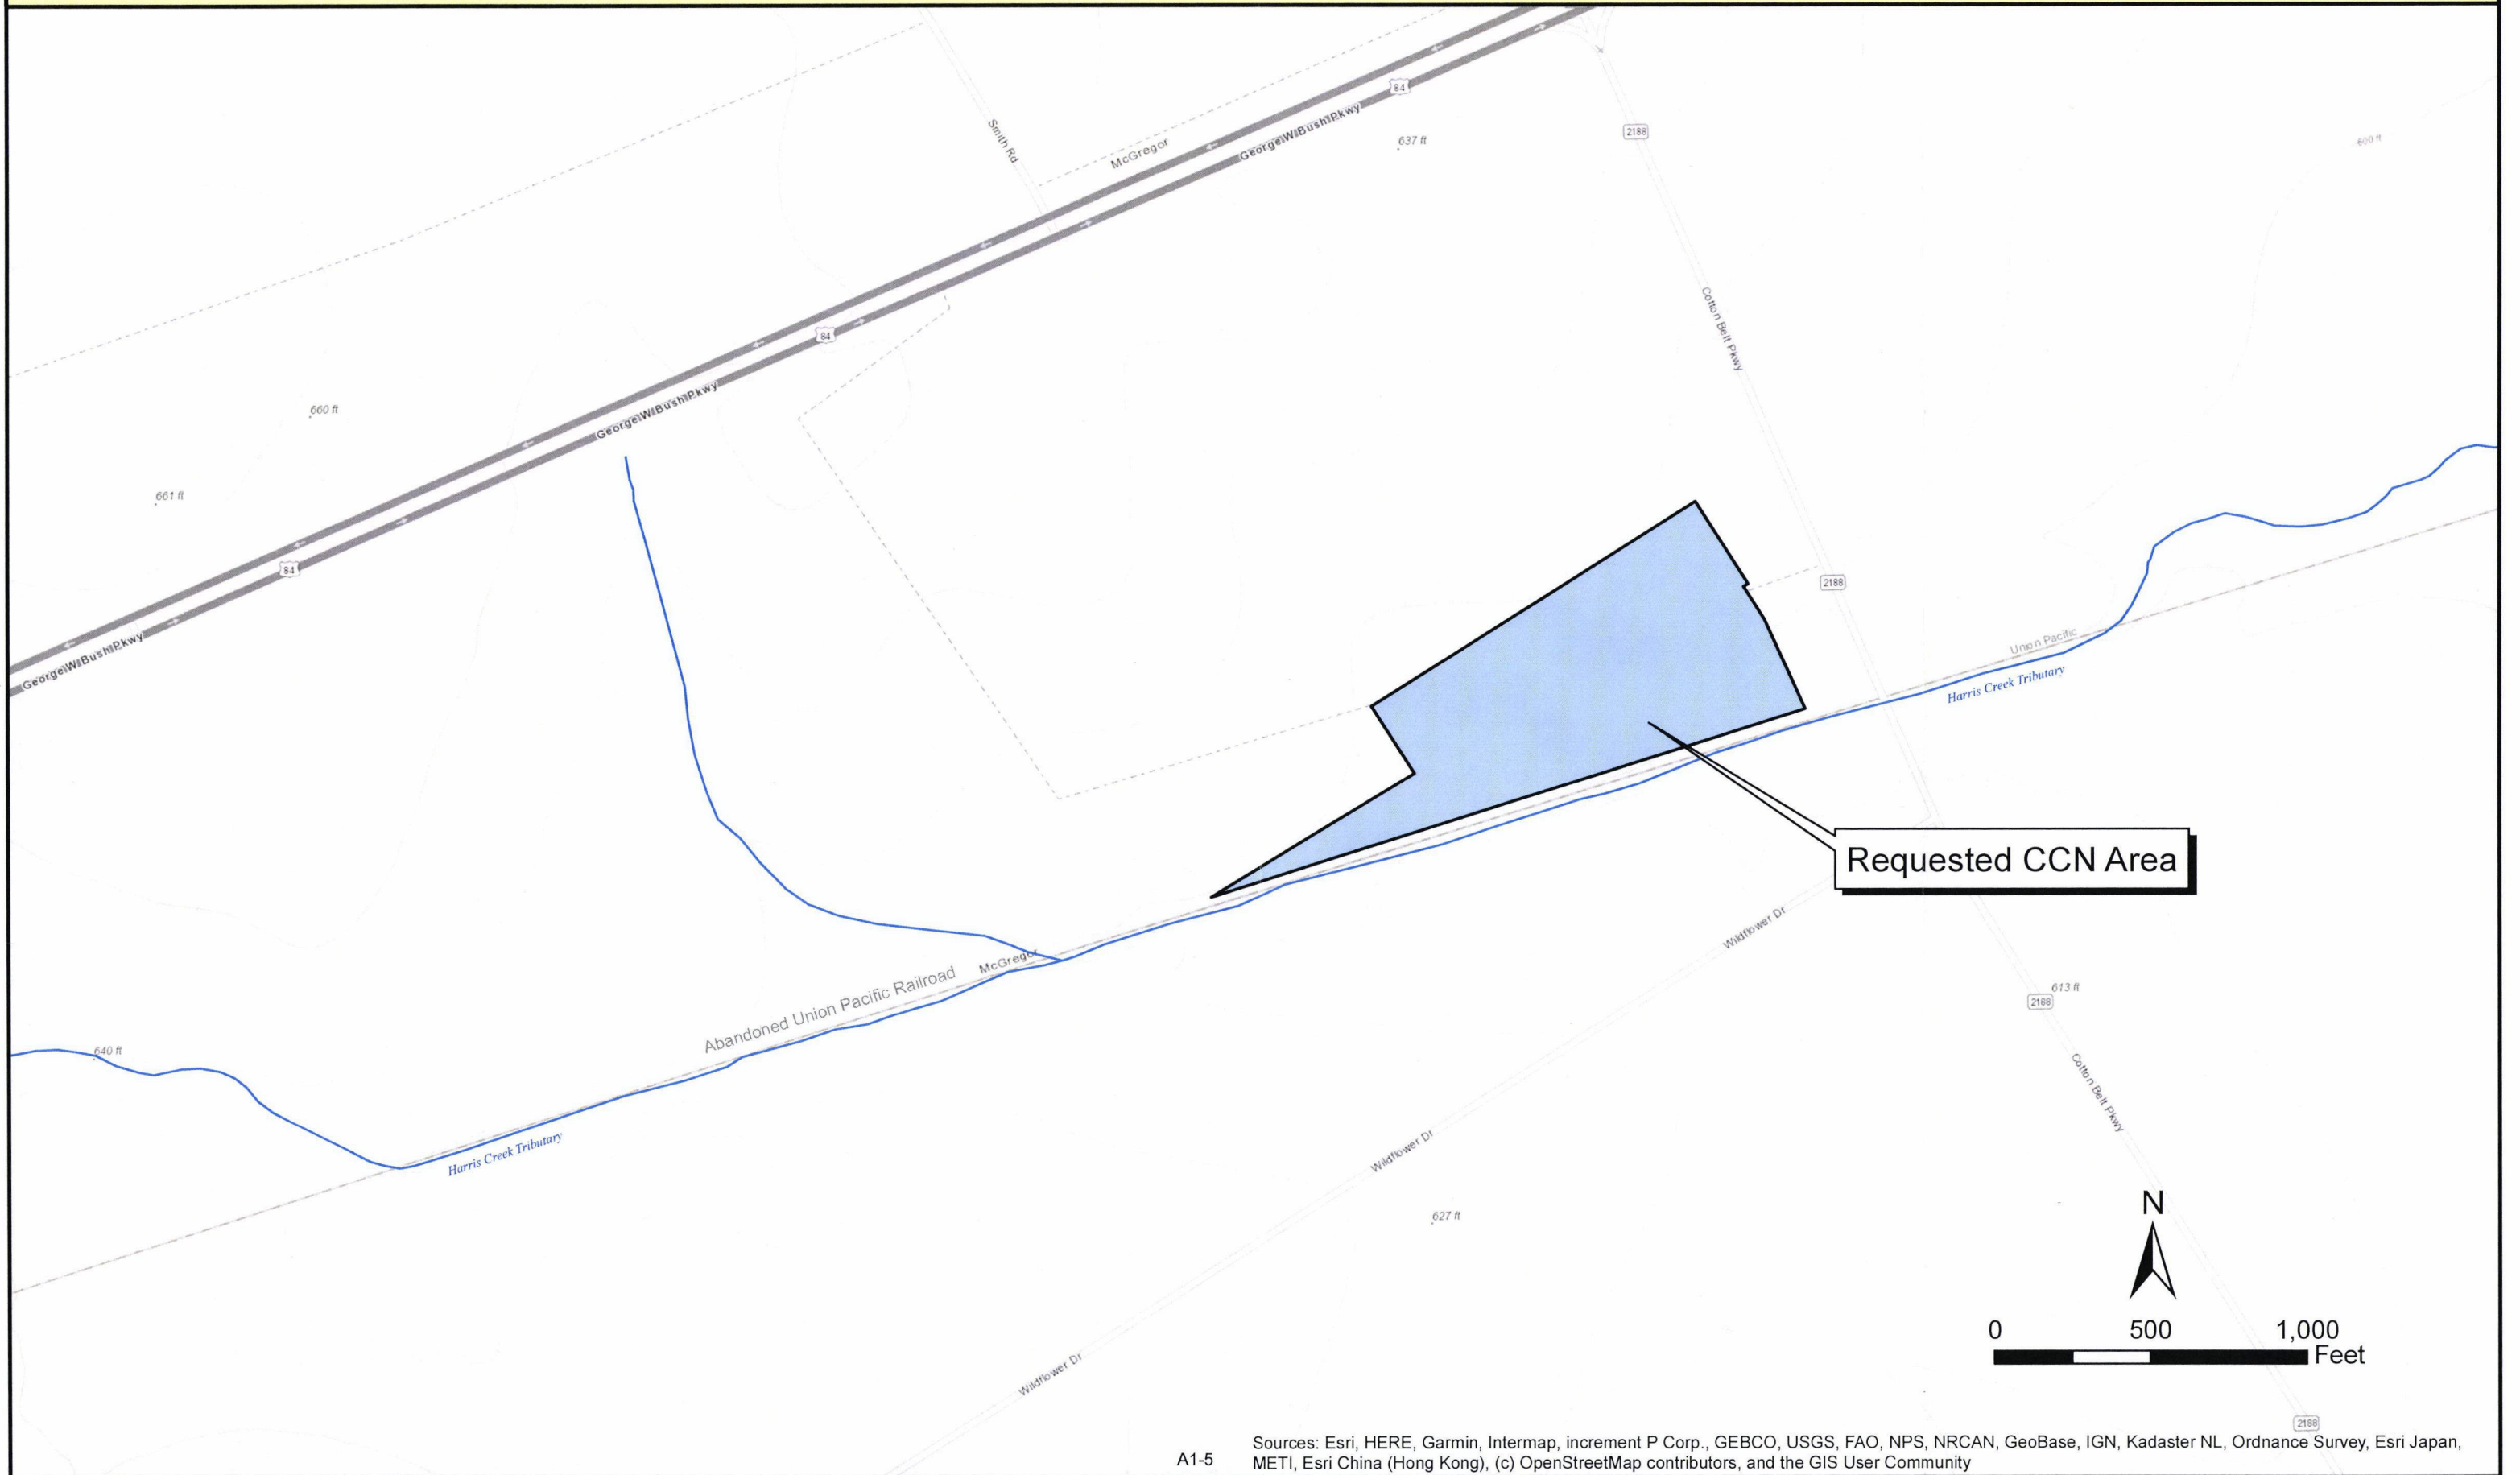 84
George W Bush Pkwy
637 ft
2188
600 ft
Smith Rd
McGregor
Cotton Belt Pkwy
84
George W Bush Pkwy
660 ft
661 ft
84
George W Bush Pkwy
2188
Union Pacific
Harris Creek Tributary
Requested CCN Area
Wildflower Dr
McGregor
Abandoned Union Pacific Railroad
613 ft
2188
640 ft
Cotton Belt Pkwy
Harris Creek Tributary
Wildflower Dr
627 ft
N
0 500 1,000
Feet
Wildflower Dr
2188
A1-5
Sources: Esri, HERE, Garmin, Intermap, increment P Corp., GEBCO, USGS, FAO, NPS, NRCAN, GeoBase, IGN, Kadaster NL, Ordnance Survey, Esri Japan,
METI, Esri China (Hong Kong), (c) OpenStreetMap contributors, and the GIS User Community